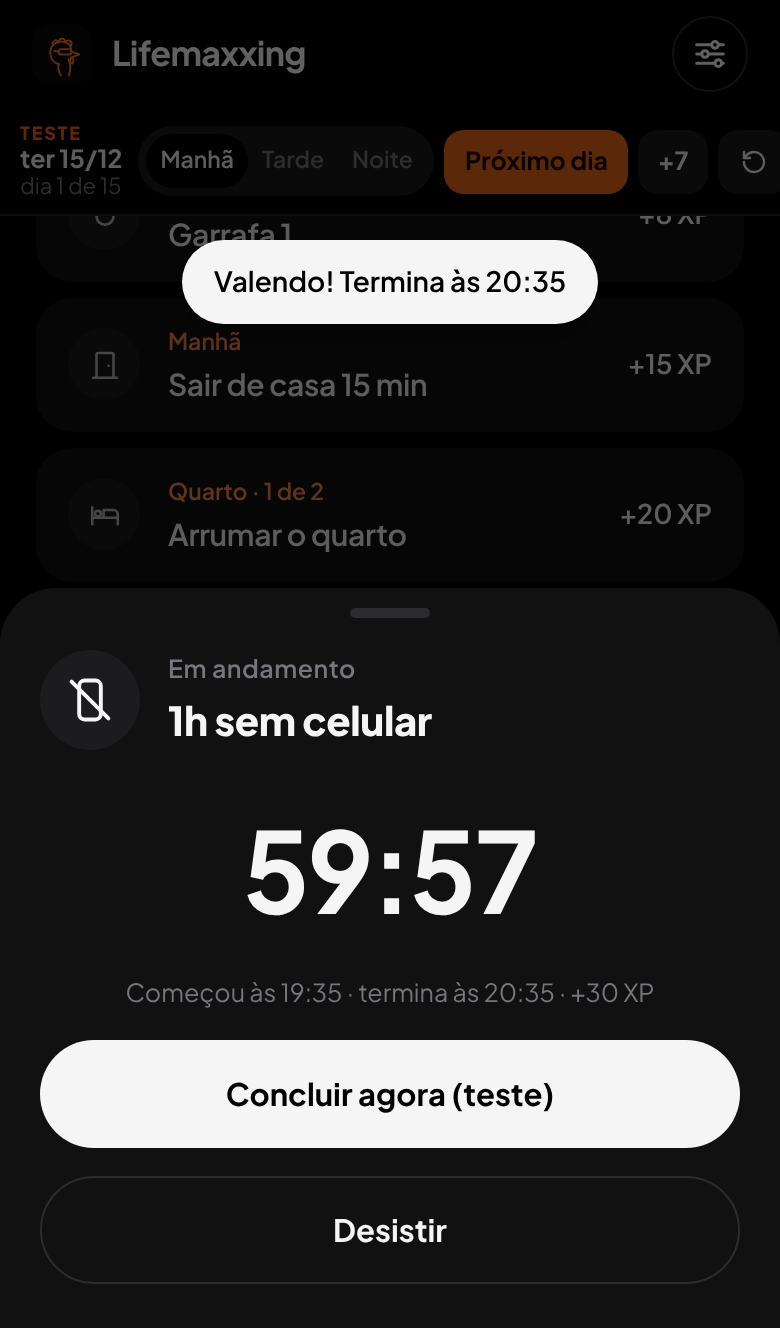 Lifemaxxing
TESTE
ter 15/12
dia 1 de 15
Manhã
Tarde
Noite
Próximo dia
+7
Garrafa 1
Valendo! Termina às 20:35
Manhã
Sair de casa 15 min
+15 XP
Quarto · 1 de 2
Arrumar o quarto
+20 XP
Em andamento
1h sem celular
59:57
Começou às 19:35 · termina às 20:35 · +30 XP
Concluir agora (teste)
Desistir